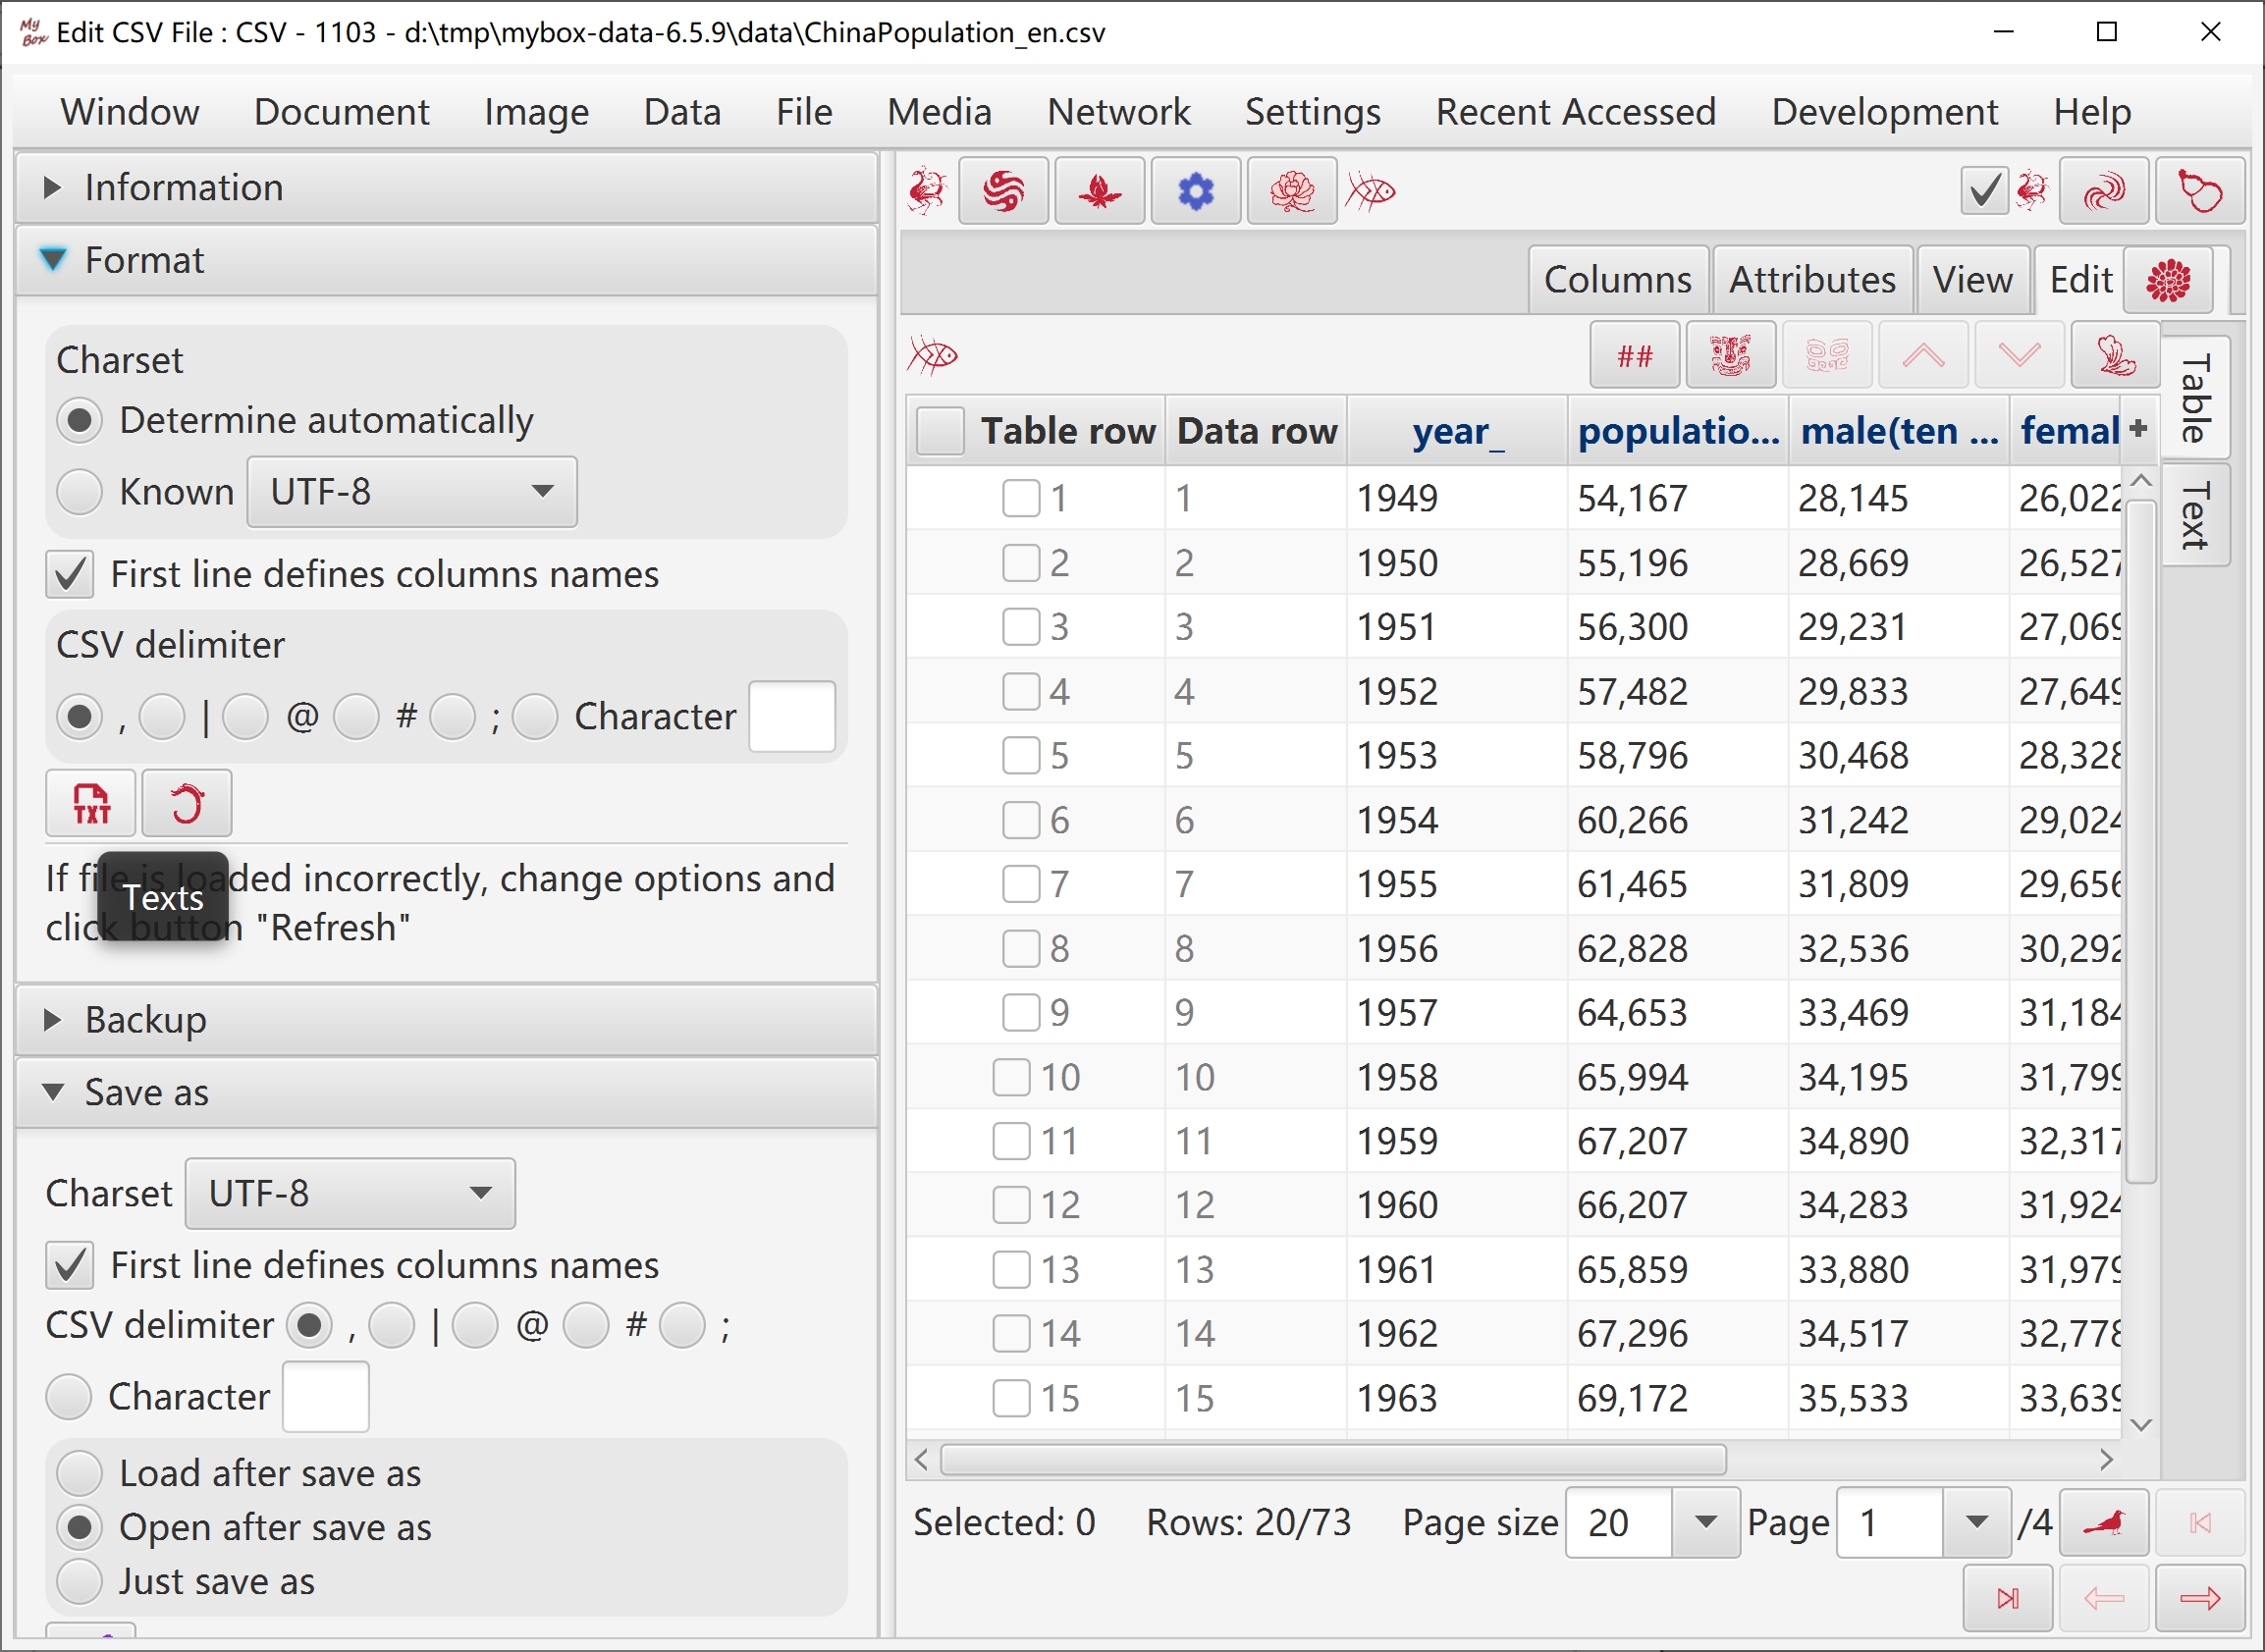 My Box Edit CSV File : CSV - 1103 - d:\tmp\mybox-data-6.5.9\data\ChinaPopulation_en.csv
Window Document Image Data File Media Network Settings Recent Accessed Development Help
Information
Format
Charset
Determine automatically
Known UTF-8
First line defines columns names
CSV delimiter
, | @ # ; Character
TXT
If file is loaded incorrectly, change options and
click button "Refresh"
Texts
Backup
Save as
Charset UTF-8
First line defines columns names
CSV delimiter , | @ # ;
Character
Load after save as
Open after save as
Just save as
Columns Attributes View Edit
##
Table
Text
Table row Data row year_ populatio... male(ten ... femal +
1 1 1949 54,167 28,145 26,022
2 2 1950 55,196 28,669 26,527
3 3 1951 56,300 29,231 27,069
4 4 1952 57,482 29,833 27,649
5 5 1953 58,796 30,468 28,328
6 6 1954 60,266 31,242 29,024
7 7 1955 61,465 31,809 29,656
8 8 1956 62,828 32,536 30,292
9 9 1957 64,653 33,469 31,184
10 10 1958 65,994 34,195 31,799
11 11 1959 67,207 34,890 32,317
12 12 1960 66,207 34,283 31,924
13 13 1961 65,859 33,880 31,979
14 14 1962 67,296 34,517 32,778
15 15 1963 69,172 35,533 33,639
Selected: 0 Rows: 20/73 Page size 20 Page 1 /4